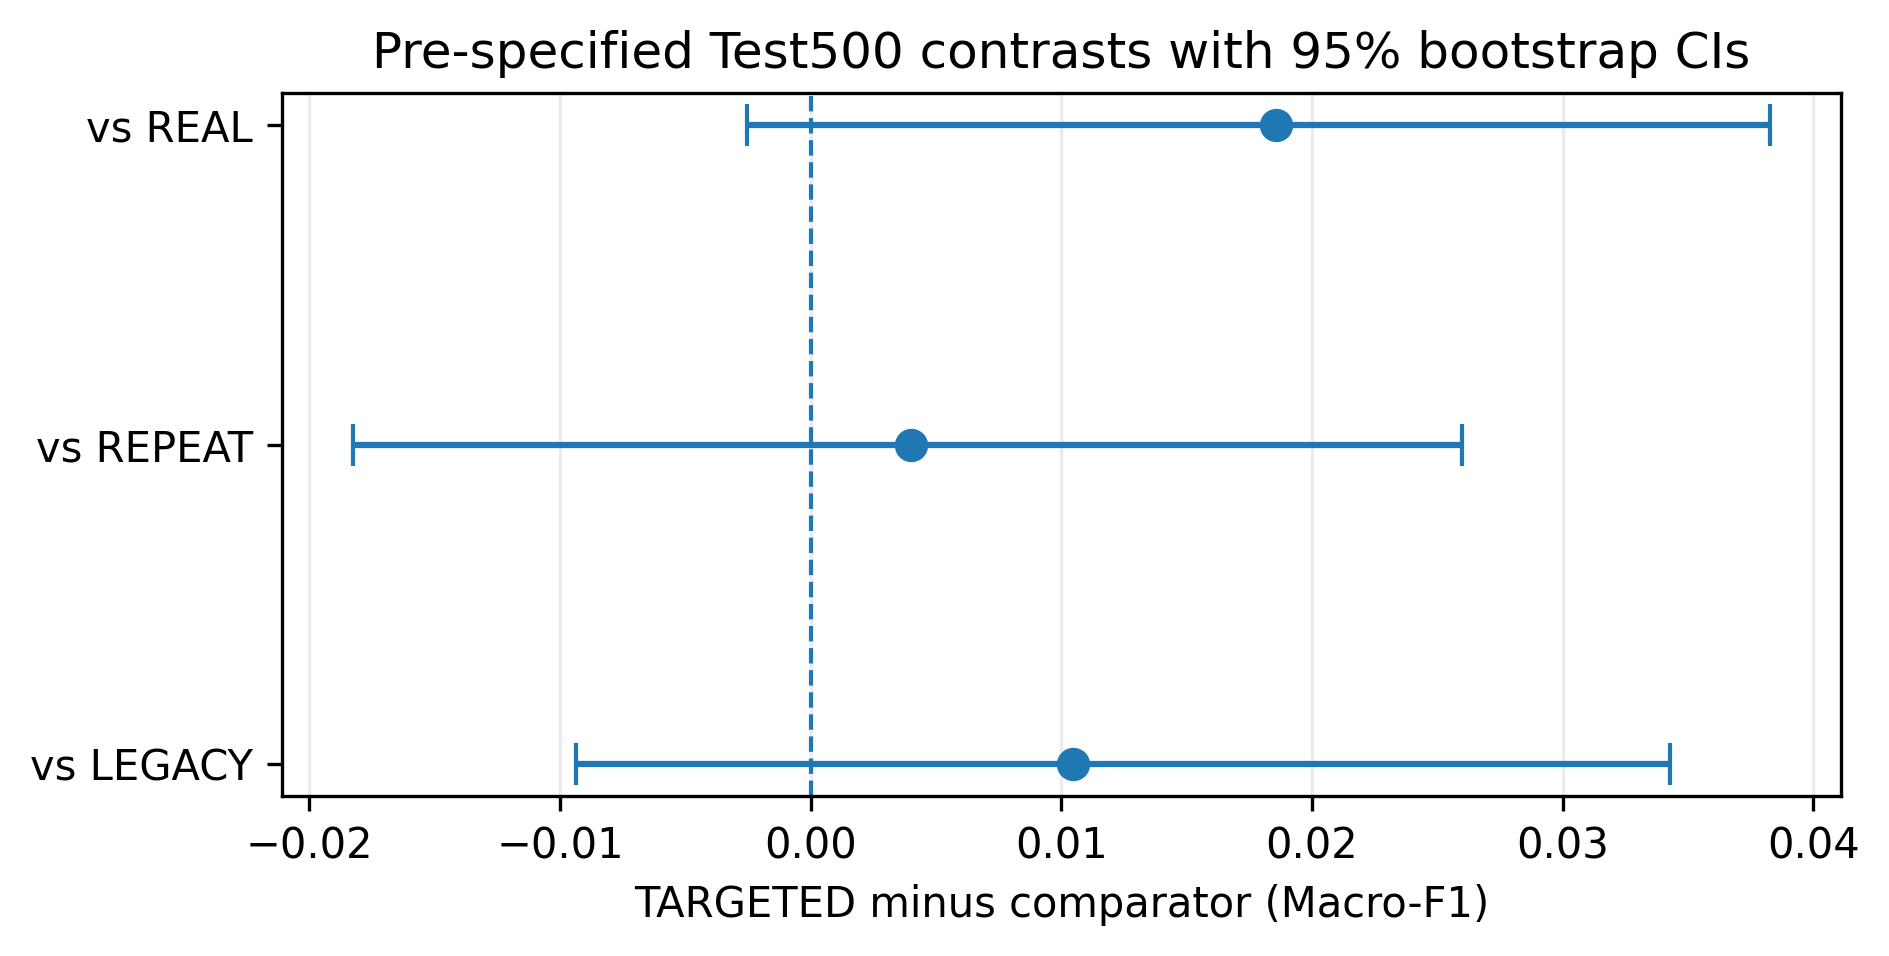 Pre-specified Test500 contrasts with 95% bootstrap CIs
vs REAL
vs REPEAT
vs LEGACY
−0.02 −0.01 0.00 0.01 0.02 0.03 0.04
TARGETED minus comparator (Macro-F1)